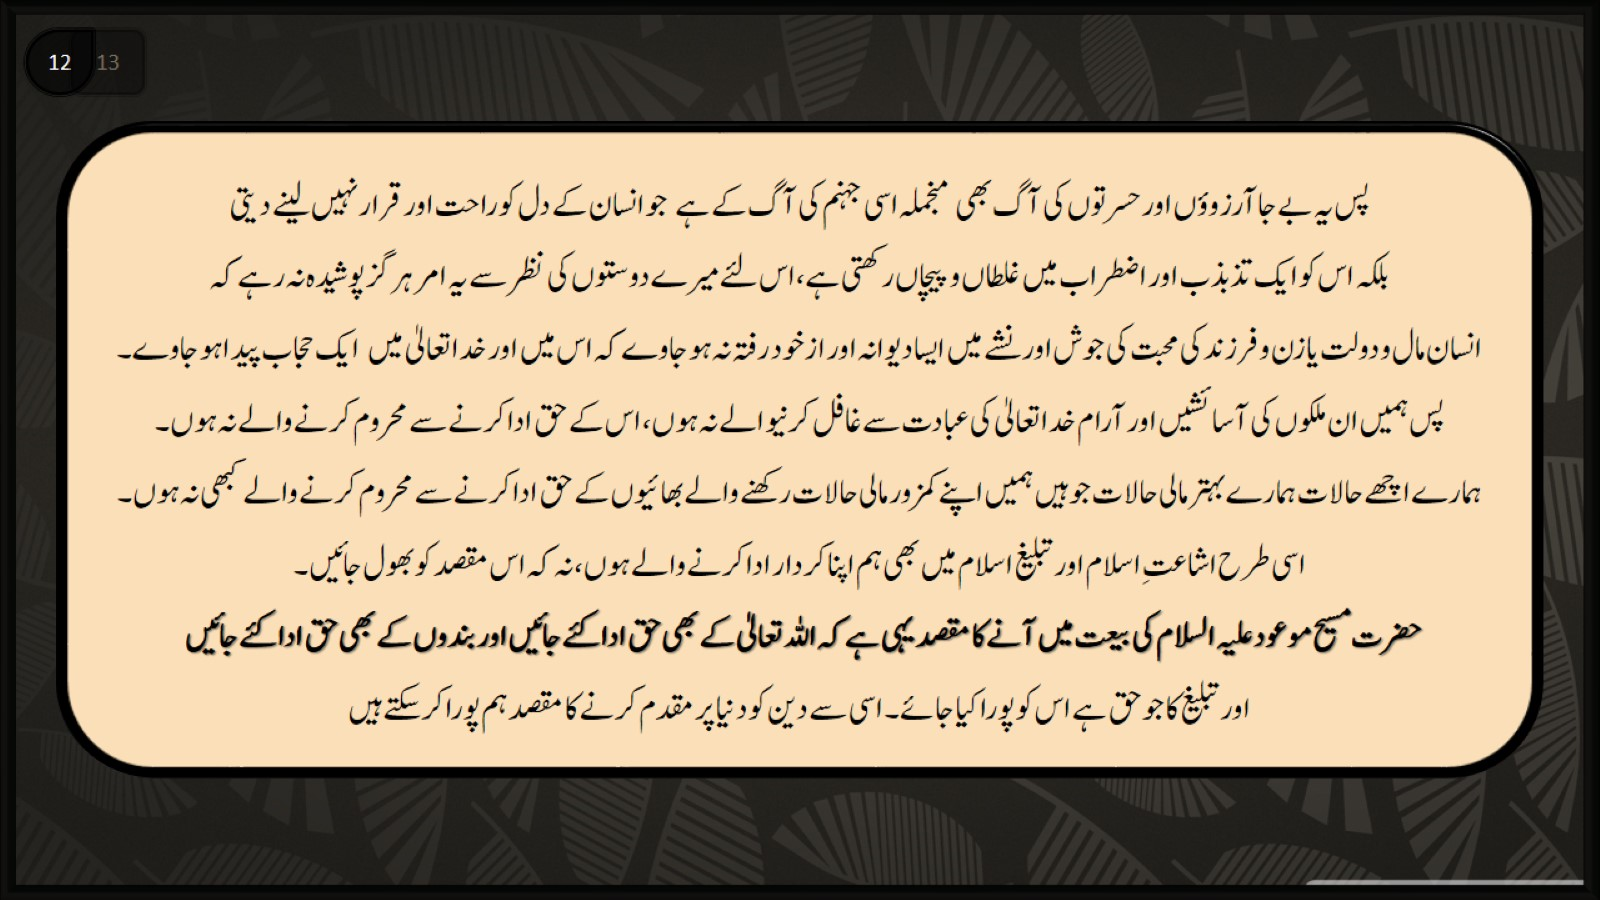 12 13
پس یہ بے جا آرزوؤں اور حسرتوں کی آگ بھی منجملہ اسی جہنم کی آگ کے ہے جو انسان کے دل کو راحت اور قرار نہیں لینے دیتی
بلکہ اس کو ایک تذبذب اور اضطراب میں غلطاں و پیچاں رکھتی ہے، اس لئے میرے دوستوں کی نظر سے یہ امر ہرگز پوشیدہ نہ رہے کہ
انسان مال و دولت یا زن و فرزند کی محبت کی جوش اور نشے میں ایسا دیوانہ اور از خود رفتہ نہ ہو جاوے کہ اس میں اور خدا تعالیٰ میں ایک حجاب پیدا ہو جاوے۔
پس ہمیں ان ملکوں کی آسائشیں اور آرام خدا تعالیٰ کی عبادت سے غافل کرنیوالے نہ ہوں، اس کے حق ادا کرنے سے محروم کرنے والے نہ ہوں۔
ہمارے اچھے حالات ہمارے بہتر مالی حالات جو ہیں ہمیں اپنے کمزور مالی حالات رکھنے والے بھائیوں کے حق ادا کرنے سے محروم کرنے والے کبھی نہ ہوں۔
اسی طرح اشاعتِ اسلام اور تبلیغ اسلام میں بھی ہم اپنا کردار ادا کرنے والے ہوں، نہ کہ اس مقصد کو بھول جائیں۔
حضرت مسیح موعود علیہ السلام کی بیعت میں آنے کا مقصد یہی ہے کہ اللہ تعالیٰ کے بھی حق ادا کئے جائیں اور بندوں کے بھی حق ادا کئے جائیں
اور تبلیغ کا جو حق ہے اس کو پورا کیا جائے۔ اسی سے دین کو دنیا پر مقدم کرنے کا مقصد ہم پورا کر سکتے ہیں